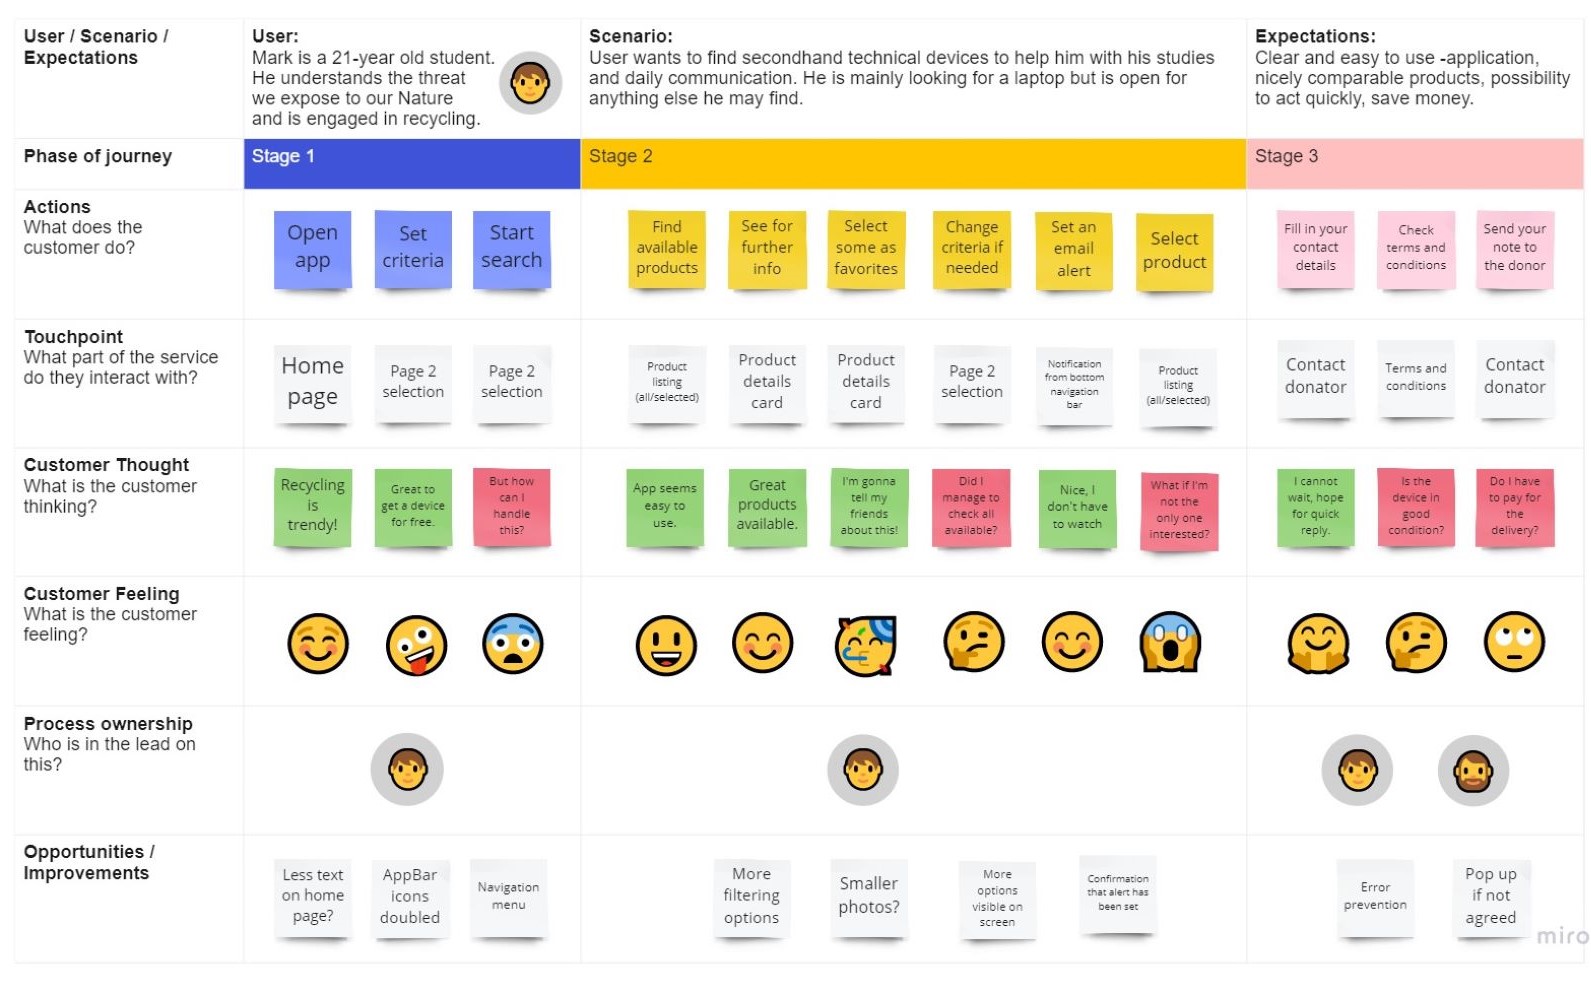 User / Scenario /
Expectations
User:
Mark is a 21-year old student.
He understands the threat
we expose to our Nature
and is engaged in recycling.
Scenario:
User wants to find secondhand technical devices to help him with his studies
and daily communication. He is mainly looking for a laptop but is open for
anything else he may find.
Expectations:
Clear and easy to use -application,
nicely comparable products, possibility
to act quickly, save money.
Phase of journey
Stage 1
Stage 2
Stage 3
Actions
What does the
customer do?
Open
app
Set
criteria
Start
search
Find
available
products
See for
further
info
Select
some as
favorites
Change
criteria if
needed
Set an
email
alert
Select
product
Fill in your
contact
details
Check
terms and
conditions
Send your
note to
the donor
Touchpoint
What part of the service
do they interact with?
Home
page
Page 2
selection
Page 2
selection
Product
listing
(all/selected)
Product
details
card
Product
details
card
Page 2
selection
Notification
from bottom
navigation
bar
Product
listing
(all/selected)
Contact
donator
Terms and
conditions
Contact
donator
Customer Thought
What is the customer
thinking?
Recycling
is
trendy!
Great to
get a device
for free.
But how
can I
handle
this?
App seems
easy to
use.
Great
products
available.
I'm gonna
tell my
friends
about this!
Did I
manage to
check all
available?
Nice, I
don't have
to watch
What if I'm
not the
only one
interested?
I cannot
wait, hope
for quick
reply.
Is the
device in
good
condition?
Do I have
to pay for
the
delivery?
Customer Feeling
What is the customer
feeling?
Process ownership
Who is in the lead on
this?
Opportunities /
Improvements
Less text
on home
page?
AppBar
icons
doubled
Navigation
menu
More
filtering
options
Smaller
photos?
More
options
visible on
screen
Confirmation
that alert has
been set
Error
prevention
Pop up
if not
agreed
miro